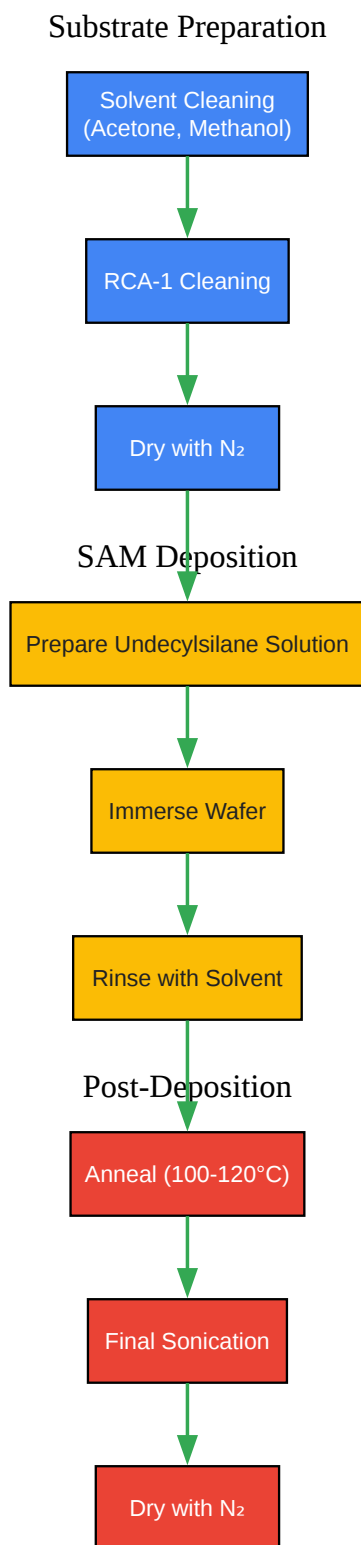 Substrate Preparation
Solvent Cleaning
(Acetone, Methanol)
RCA-1 Cleaning
Dry with N₂
SAM Deposition
Prepare Undecylsilane Solution
Immerse Wafer
Rinse with Solvent
Post-Deposition
Anneal (100-120°C)
Final Sonication
Dry with N₂